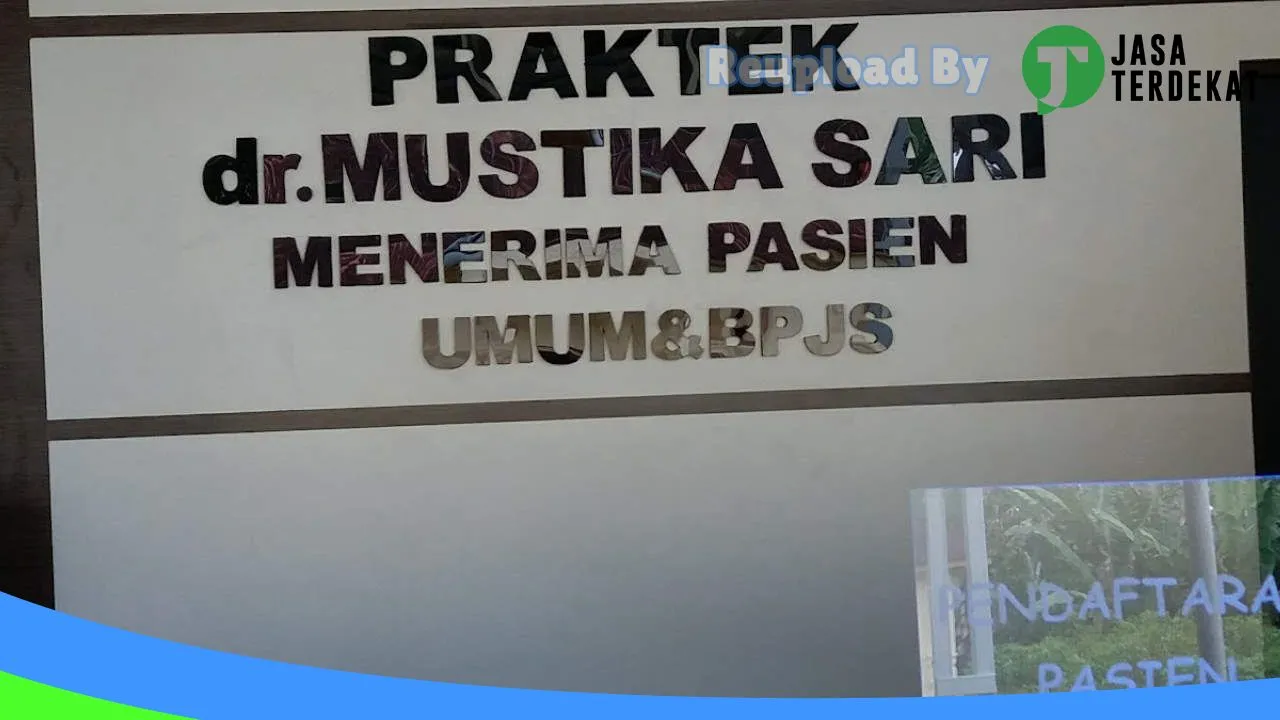 PRAKTEK
Reupload By
JASA
TERDEKAT
dr.MUSTIKA SARI
MENERIMA PASIEN
UMUM&BPJS
PENDAFTARA
PASIEN